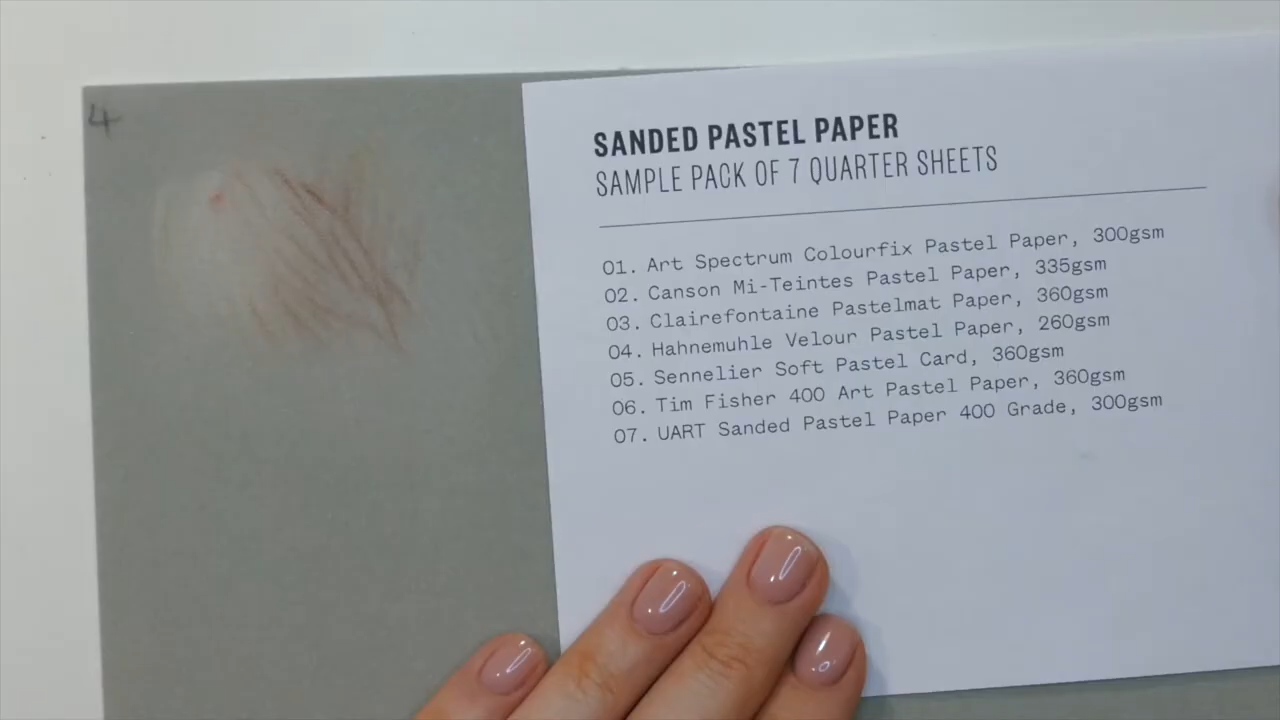 4
SANDED PASTEL PAPER
SAMPLE PACK OF 7 QUARTER SHEETS
01. Art Spectrum Colourfix Pastel Paper, 300gsm
02. Canson Mi-Teintes Pastel Paper, 335gsm
03. Clairefontaine Pastelmat Paper, 360gsm
04. Hahnemuhle Velour Pastel Paper, 260gsm
05. Sennelier Soft Pastel Card, 360gsm
06. Tim Fisher 400 Art Pastel Paper, 360gsm
07. UART Sanded Pastel Paper 400 Grade, 300gsm